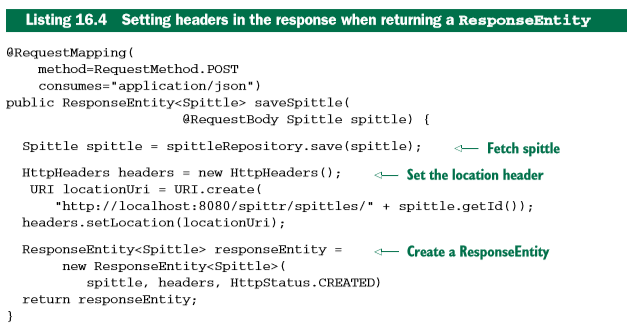 Listing 16.4 Setting headers in the response when returning a ResponseEntity
@RequestMapping(
method=RequestMethod.POST
consumes="application/json")
public ResponseEntity<Spittle> saveSpittle(
@RequestBody Spittle spittle) {
Spittle spittle = spittleRepository.save(spittle); Fetch spittle
HttpHeaders headers = new HttpHeaders(); Set the location header
URI locationUri = URI.create(
"http://localhost:8080/spittr/spittles/" + spittle.getId());
headers.setLocation(locationUri);
ResponseEntity<Spittle> responseEntity = Create a ResponseEntity
new ResponseEntity<Spittle>(
spittle, headers, HttpStatus.CREATED)
return responseEntity;
}